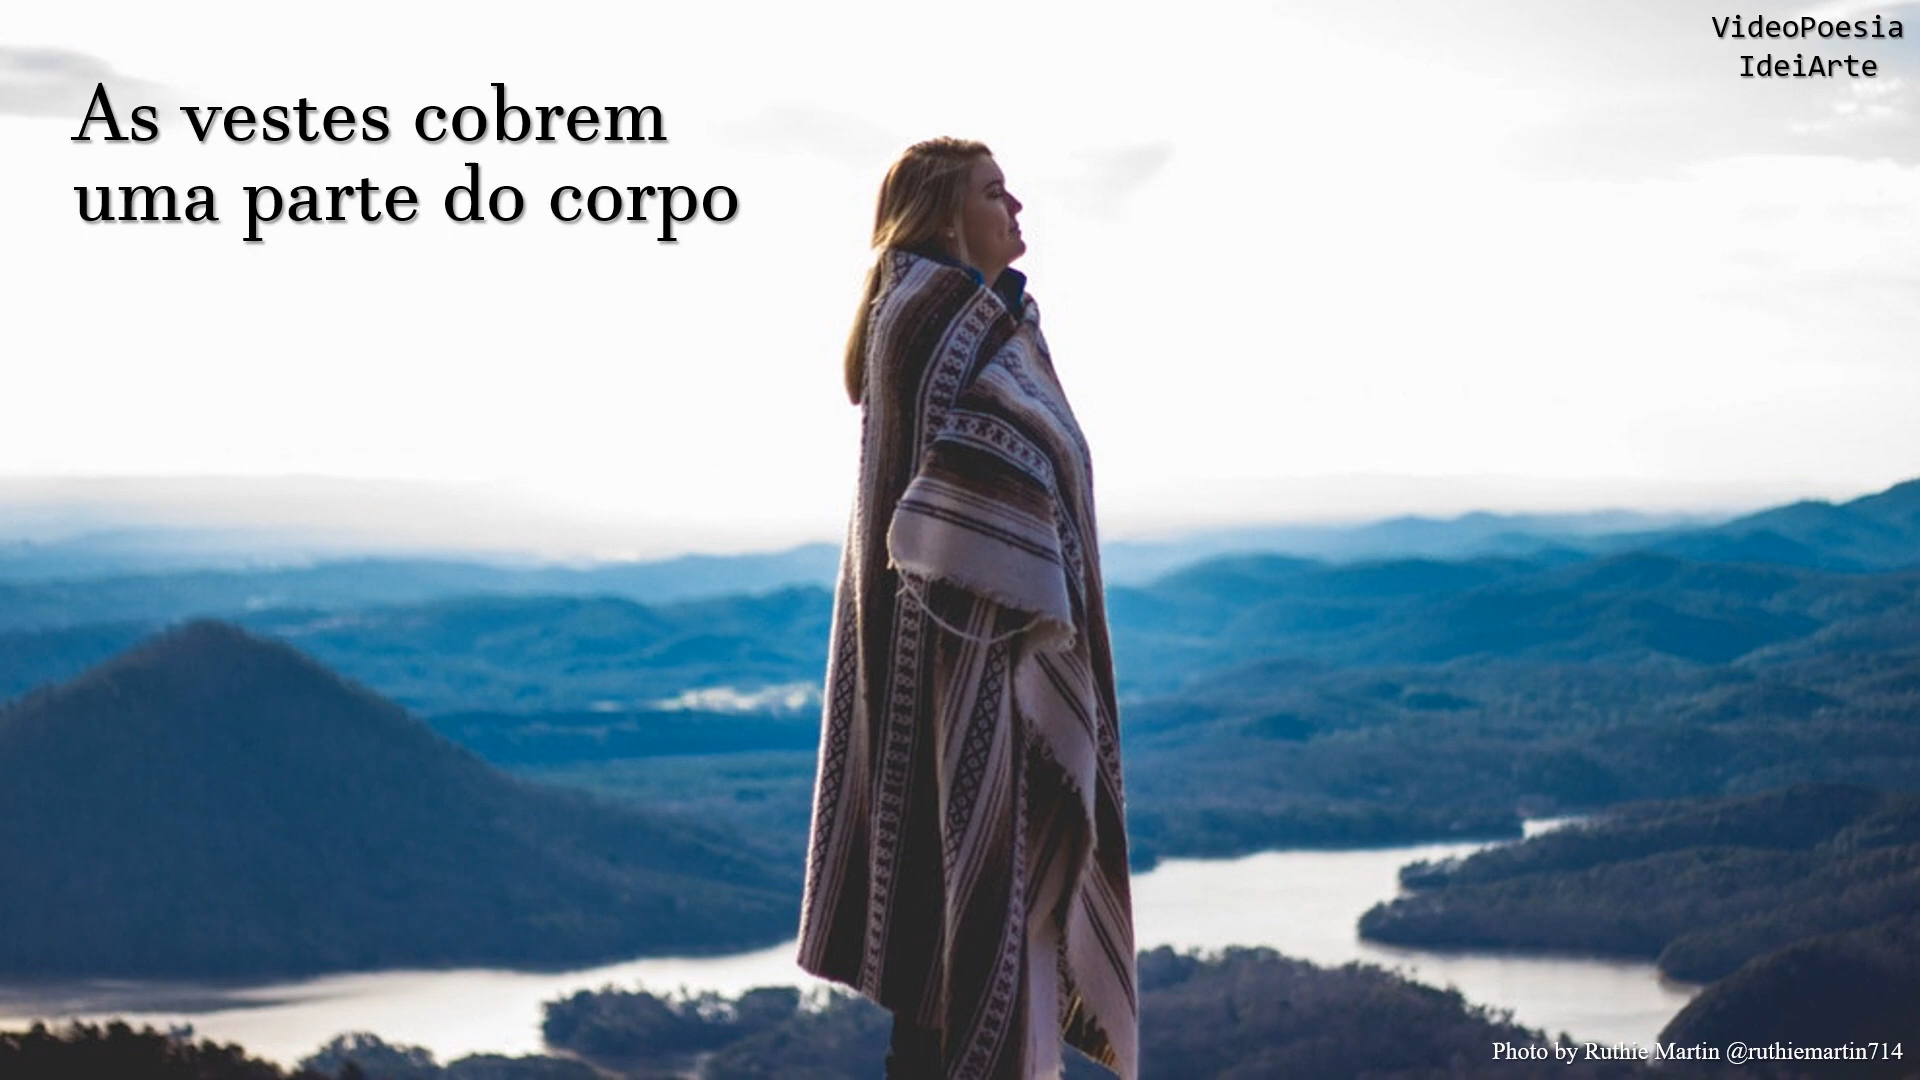 VideoPoesia
IdeiArte
As vestes cobrem
uma parte do corpo
Photo by Ruthie Martin @ruthiemartin714